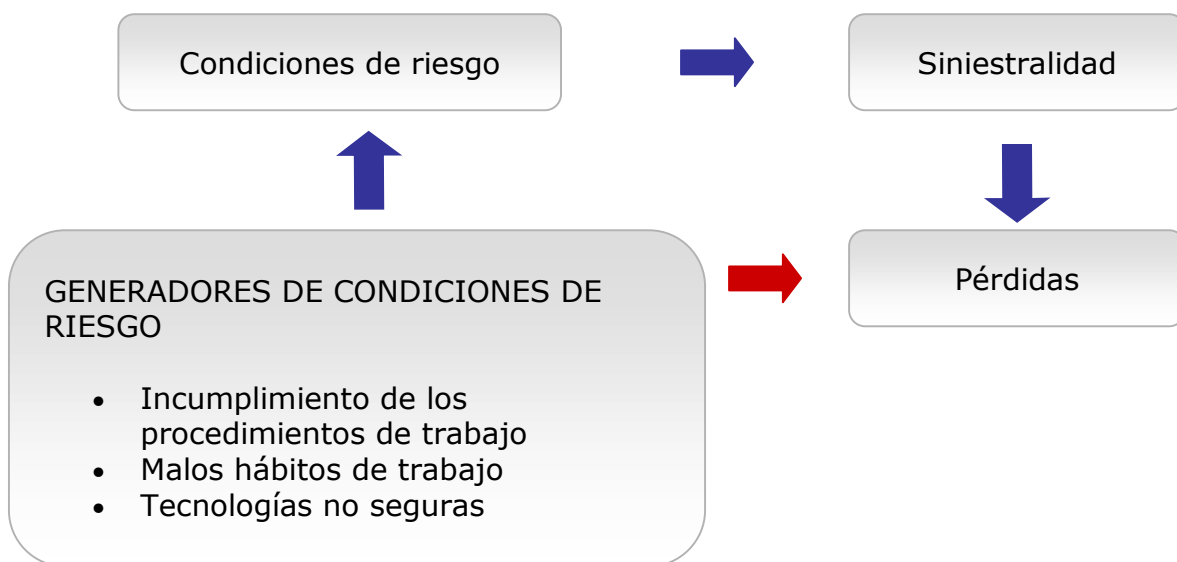 Condiciones de riesgo
Siniestralidad
GENERADORES DE CONDICIONES DE
RIESGO
Pérdidas
• Incumplimiento de los
procedimientos de trabajo
• Malos hábitos de trabajo
• Tecnologías no seguras